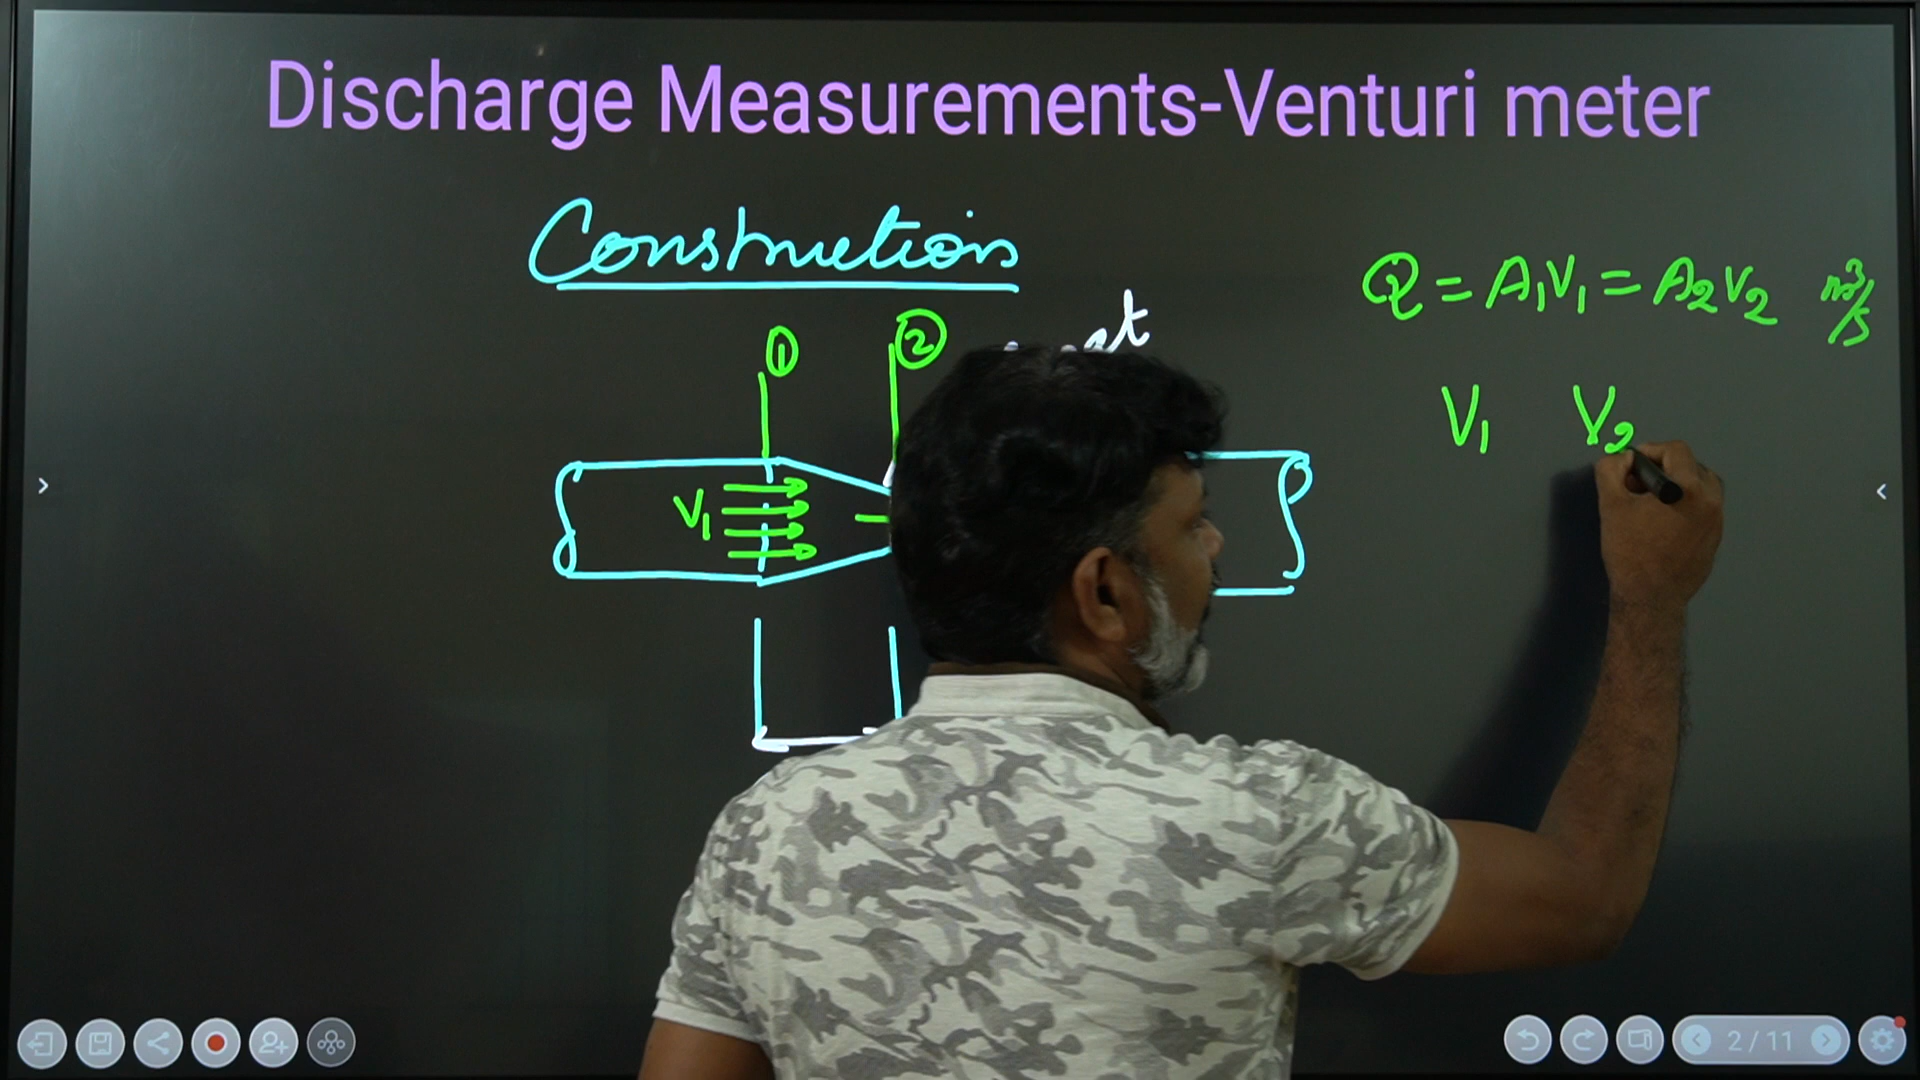 Discharge Measurements-Venturi meter
Construction
Q = A₁V₁ = A₂V₂ m³/s
① ②
V₁ V₂
V₁
2 / 11